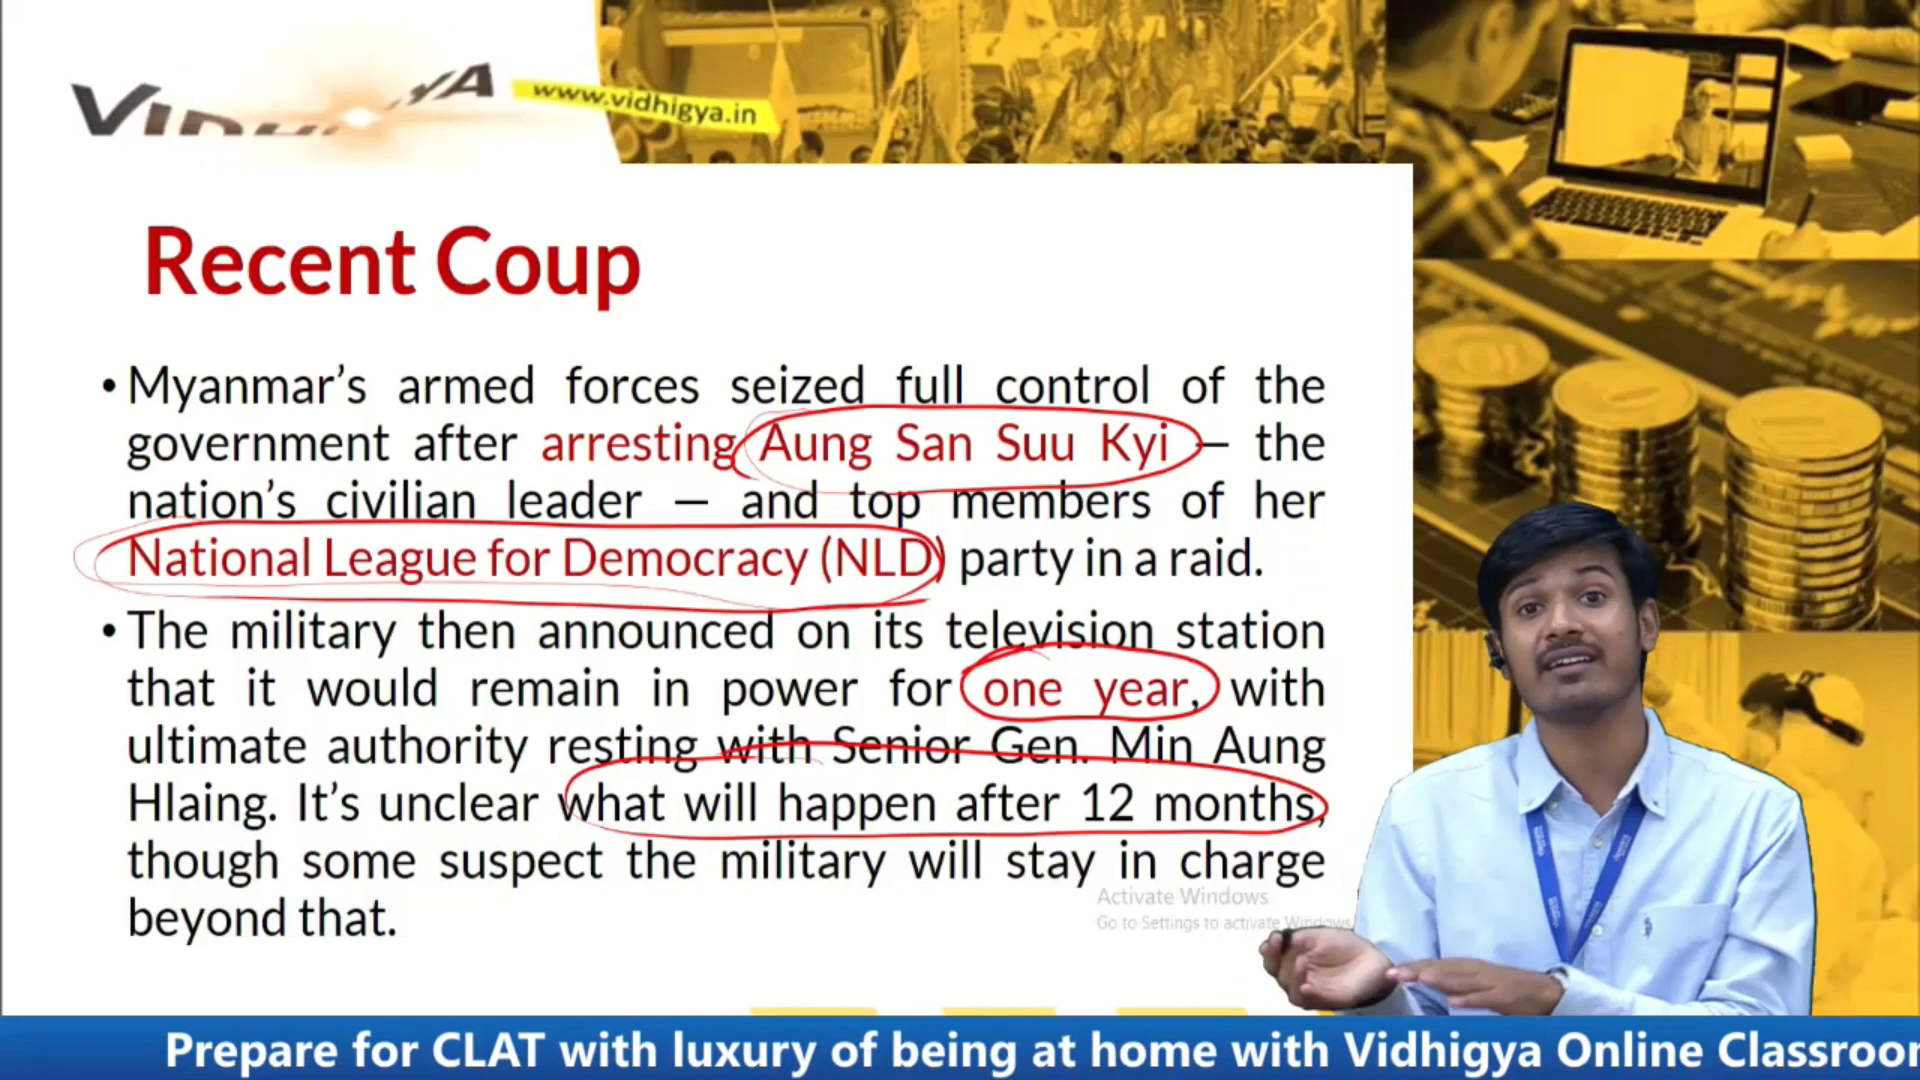 www.vidhigya.in
Recent Coup
• Myanmar's armed forces seized full control of the
government after arresting Aung San Suu Kyi – the
nation's civilian leader – and top members of her
National League for Democracy (NLD) party in a raid.
• The military then announced on its television station
that it would remain in power for one year, with
ultimate authority resting with Senior Gen. Min Aung
Hlaing. It's unclear what will happen after 12 months,
though some suspect the military will stay in charge
beyond that.
Activate Windows
Go to Settings to activate Windows
Prepare for CLAT with luxury of being at home with Vidhigya Online Classroo